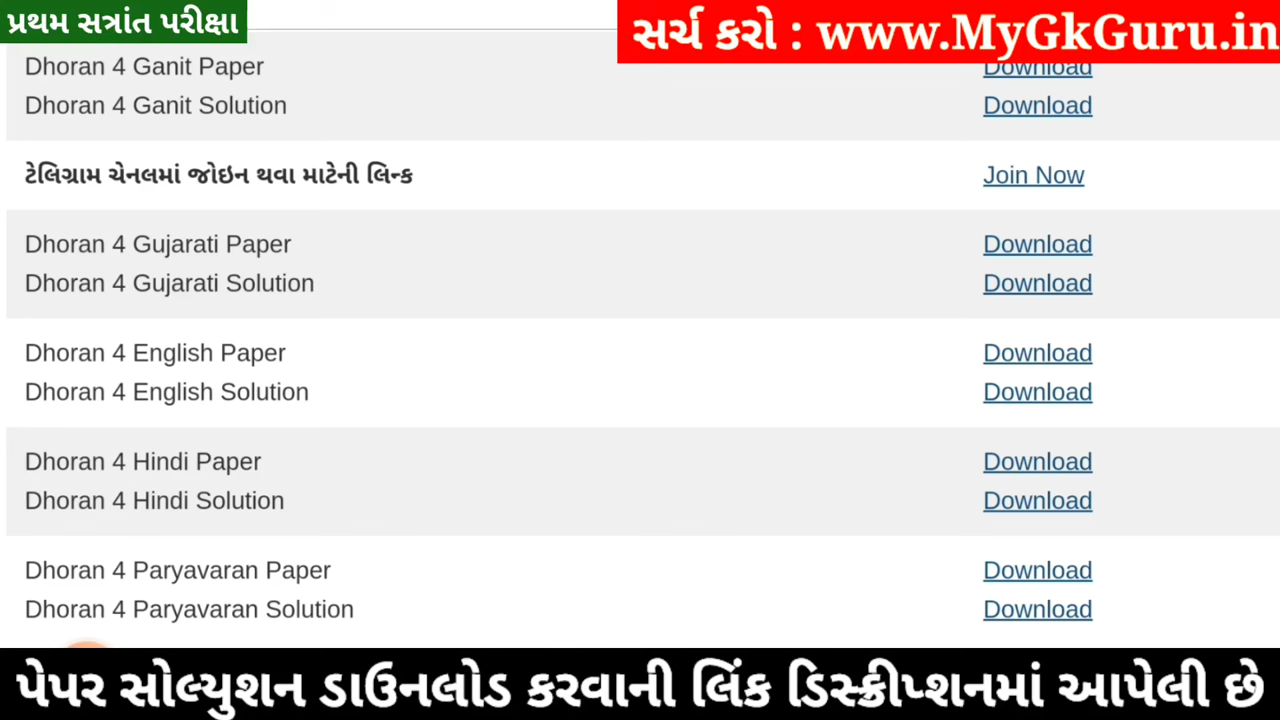 પ્રથમ સત્રાંત પરીક્ષા
સર્ચ કરો : www.MyGkGuru.in
Dhoran 4 Ganit Paper Download
Dhoran 4 Ganit Solution Download
ટેલિગ્રામ ચેનલમાં જોઇન થવા માટેની લિન્ક Join Now
Dhoran 4 Gujarati Paper Download
Dhoran 4 Gujarati Solution Download
Dhoran 4 English Paper Download
Dhoran 4 English Solution Download
Dhoran 4 Hindi Paper Download
Dhoran 4 Hindi Solution Download
Dhoran 4 Paryavaran Paper Download
Dhoran 4 Paryavaran Solution Download
પેપર સોલ્યુશન ડાઉનલોડ કરવાની લિંક ડિસ્ક્રીપ્શનમાં આપેલી છે